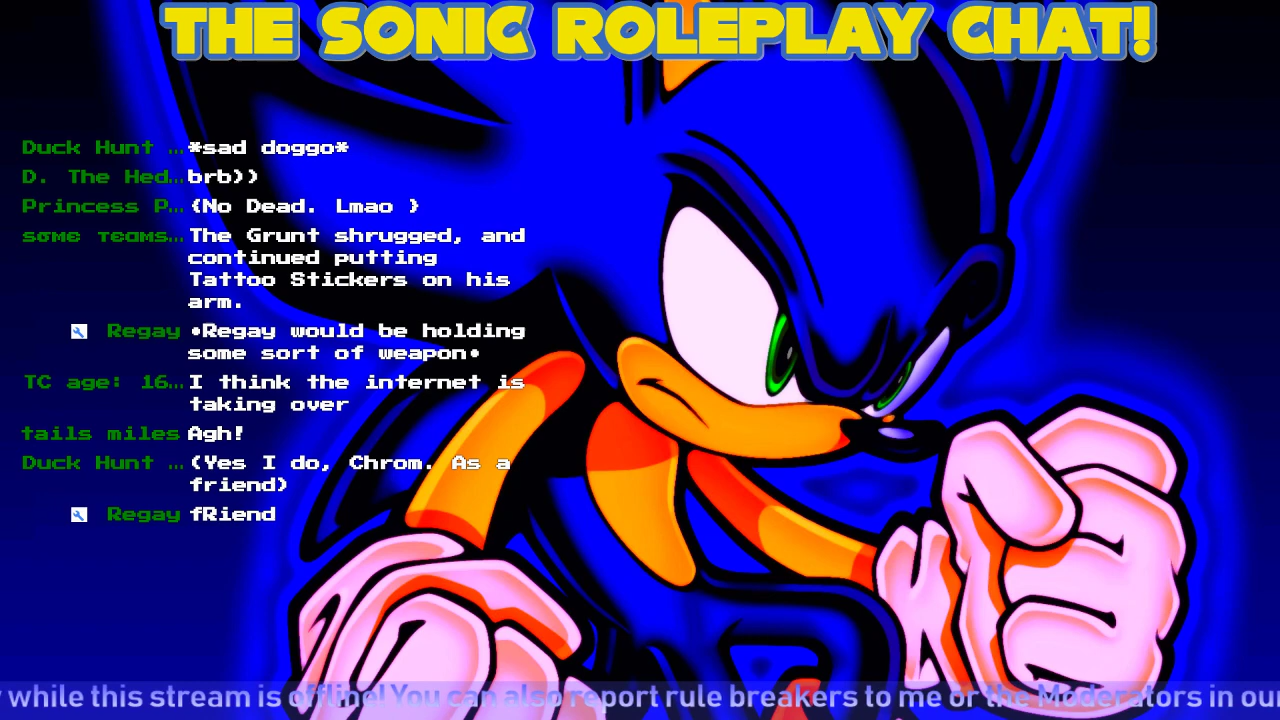 THE SONIC ROLEPLAY CHAT!
Duck Hunt ... *sad doggo*
D. The Hed... brb))
Princess P... (No Dead. Lmao )
sσмє тєαмs... The Grunt shrugged, and
continued putting
Tattoo Stickers on his
arm.
Regay •Regay would be holding
some sort of weapon•
TC age: 16... I think the internet is
taking over
tails miles Agh!
Duck Hunt ... (Yes I do, Chrom. As a
friend)
Regay fRiend
while this stream is offline! You can also report rule breakers to me or the Moderators in our